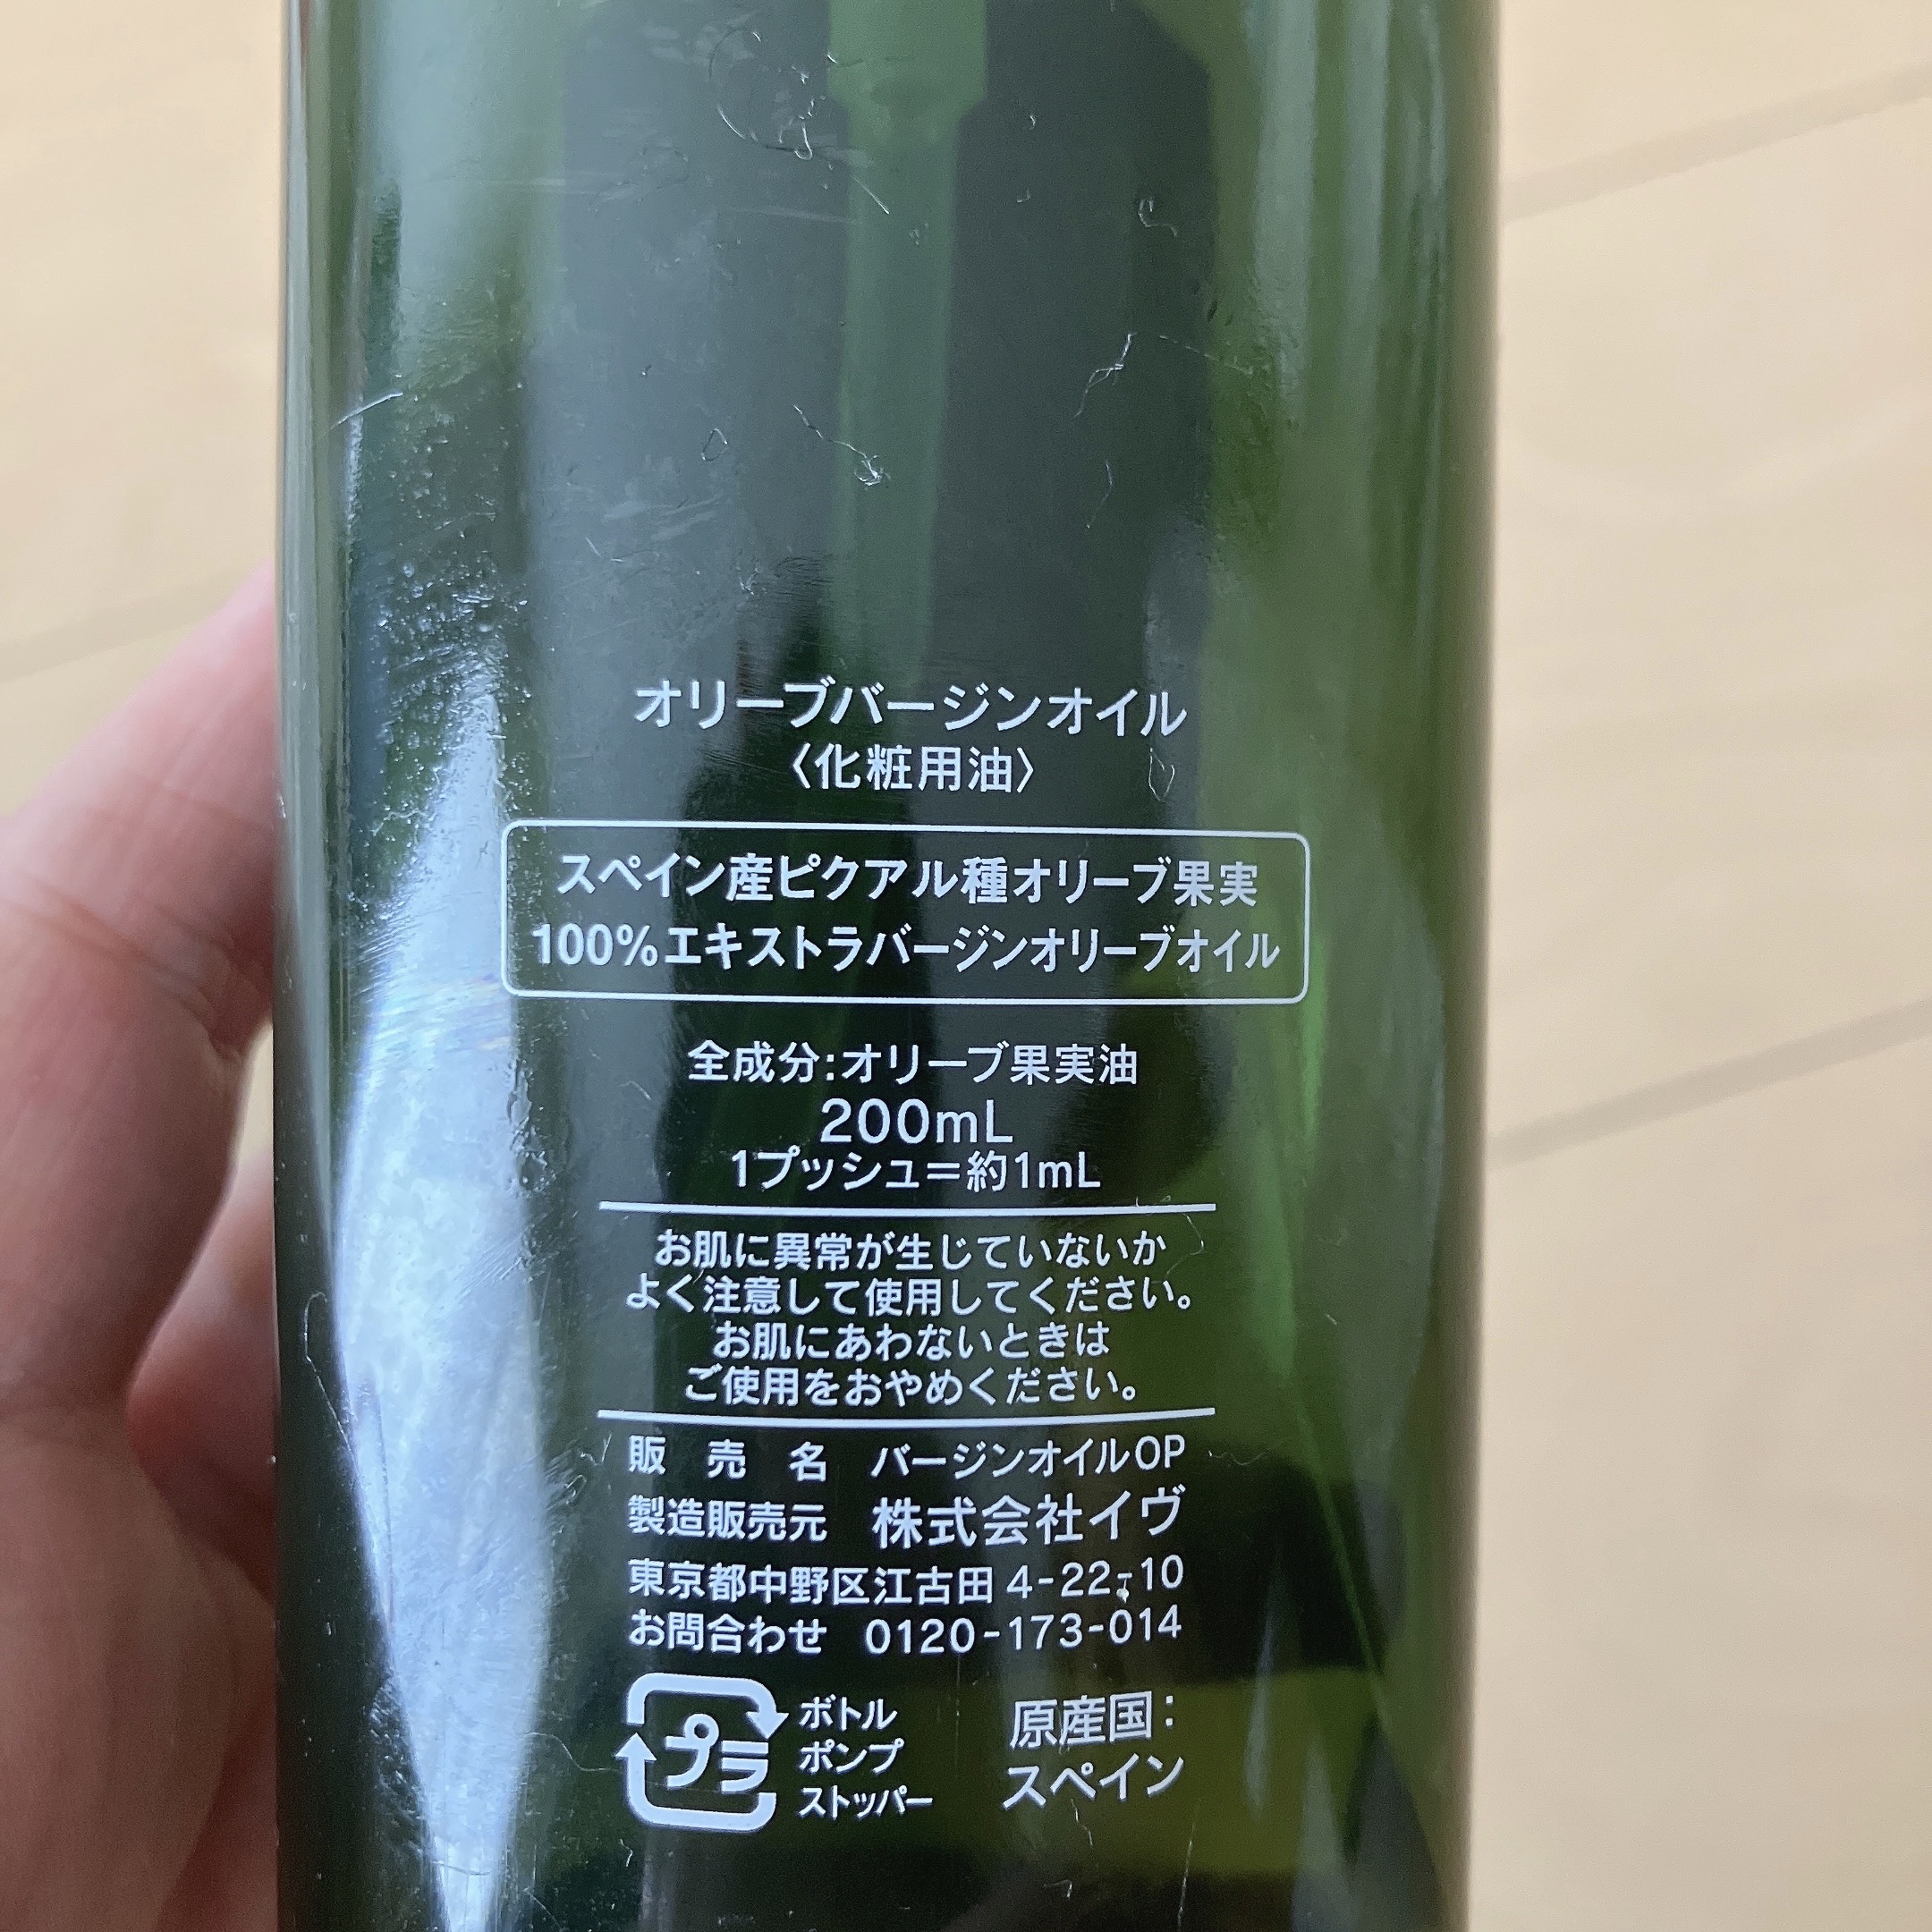 オリーブバージンオイル
〈化粧用油〉
スペイン産ピクアル種オリーブ果実
100%エキストラバージンオリーブオイル
全成分:オリーブ果実油
200mL
1プッシュ=約1mL
お肌に異常が生じていないか
よく注意して使用してください。
お肌にあわないときは
ご使用をおやめください。
販 売 名 バージンオイルOP
製造販売元 株式会社イヴ
東京都中野区江古田 4-22-10
お問合わせ 0120-173-014
プラ
ボトル
ポンプ
ストッパー
原産国:
スペイン